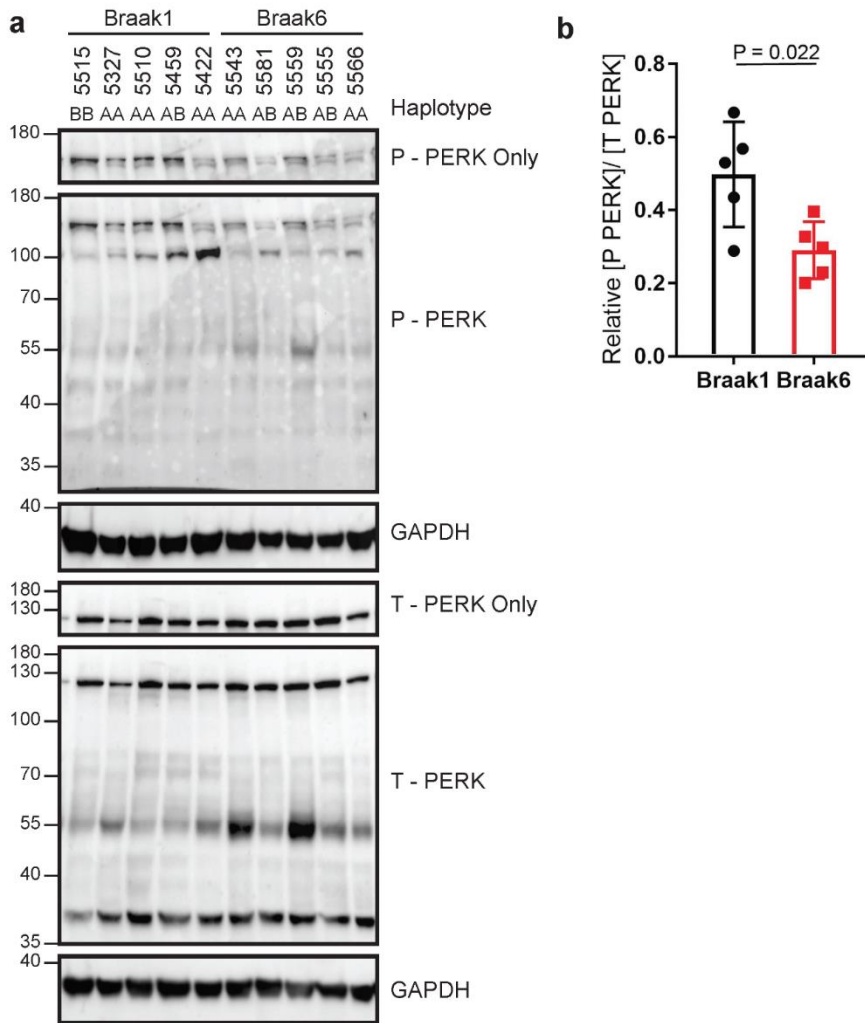 a
Braak1 Braak6
5515 5327 5510 5459 5422 5543 5581 5559 5555 5566
BB AA AA AB AA AA AB AB AB AA Haplotype
180
P - PERK Only
180
100
70
P - PERK
55
40
35
40
GAPDH
180
130
T - PERK Only
180
130
100
70
T - PERK
55
40
35
40
GAPDH
b
P = 0.022
Relative [P PERK]/ [T PERK]
0.8
0.6
0.4
0.2
0.0
Braak1 Braak6